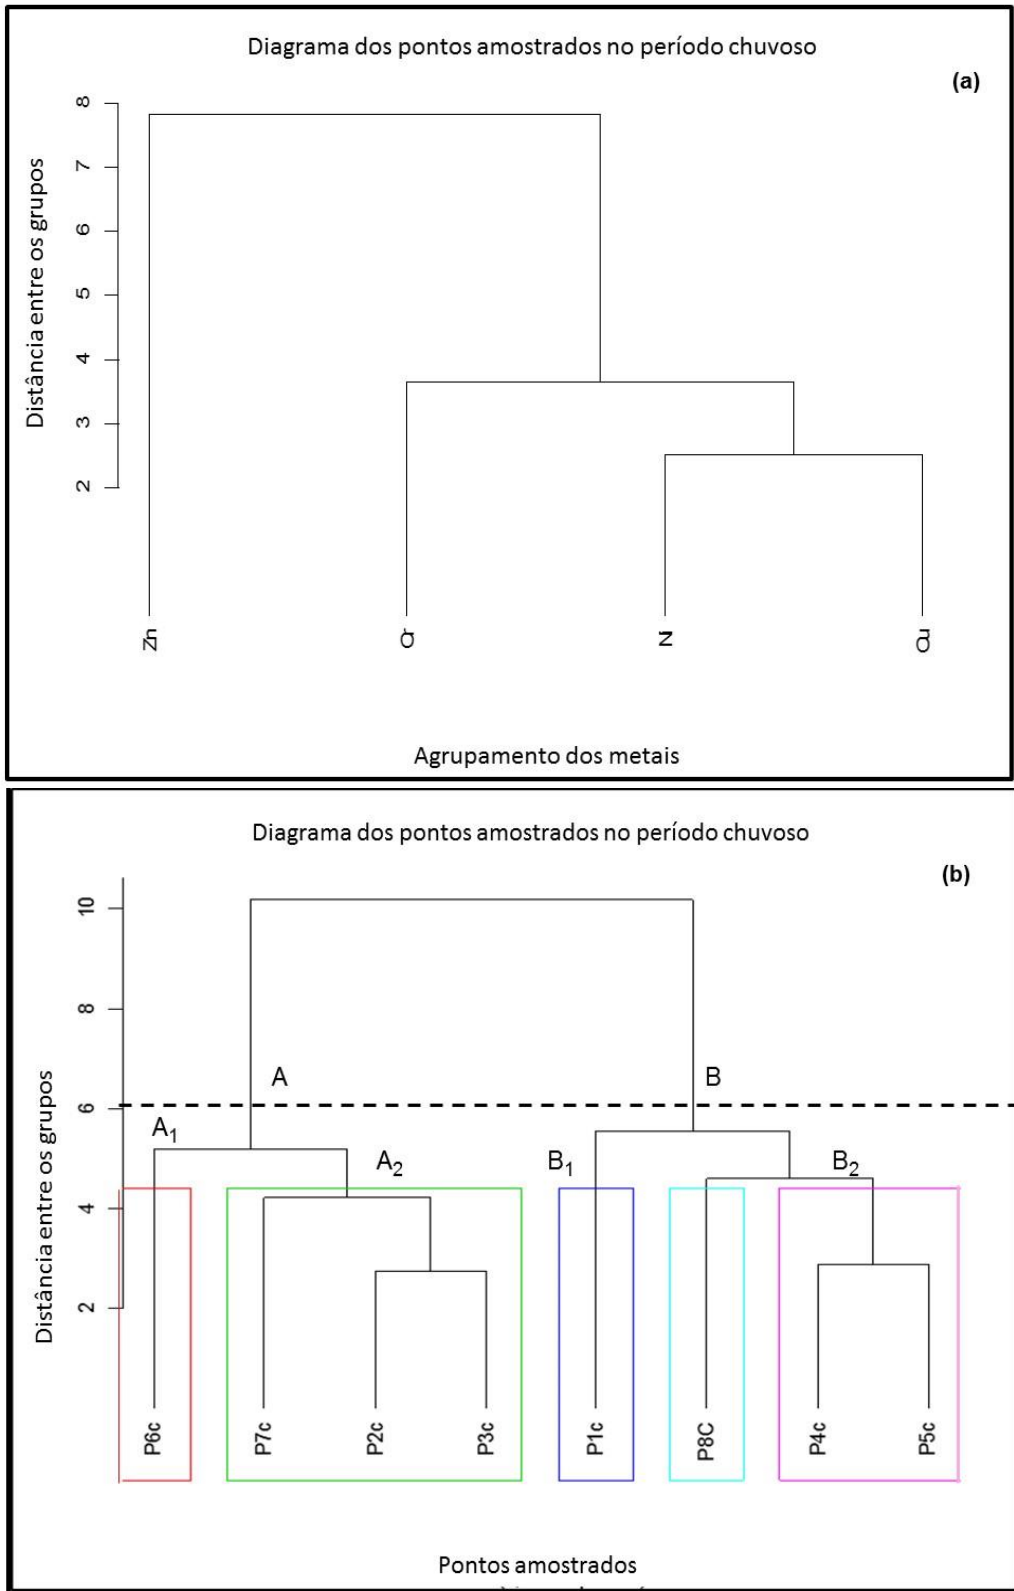 Diagrama dos pontos amostrados no período chuvoso
(a)
Distância entre os grupos
8
7
6
5
4
3
2
Zn
Cr
Ni
Cu
Agrupamento dos metais
Diagrama dos pontos amostrados no período chuvoso
(b)
Distância entre os grupos
10
8
6
4
2
A
B
A1
A2
B1
B2
P6c
P7c
P2c
P3c
P1c
P8C
P4c
P5c
Pontos amostrados